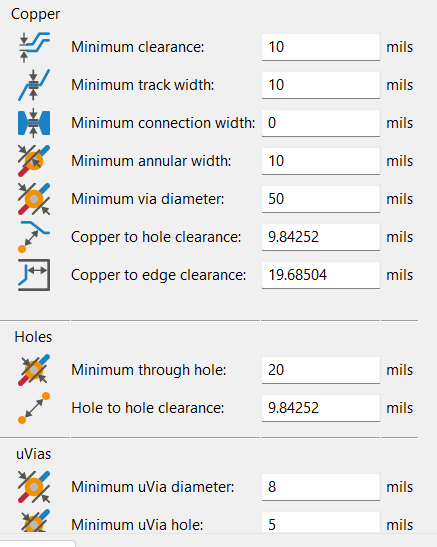 Copper
Minimum clearance: 10 mils
Minimum track width: 10 mils
Minimum connection width: 0 mils
Minimum annular width: 10 mils
Minimum via diameter: 50 mils
Copper to hole clearance: 9.84252 mils
Copper to edge clearance: 19.68504 mils
Holes
Minimum through hole: 20 mils
Hole to hole clearance: 9.84252 mils
uVias
Minimum uVia diameter: 8 mils
Minimum uVia hole: 5 mils